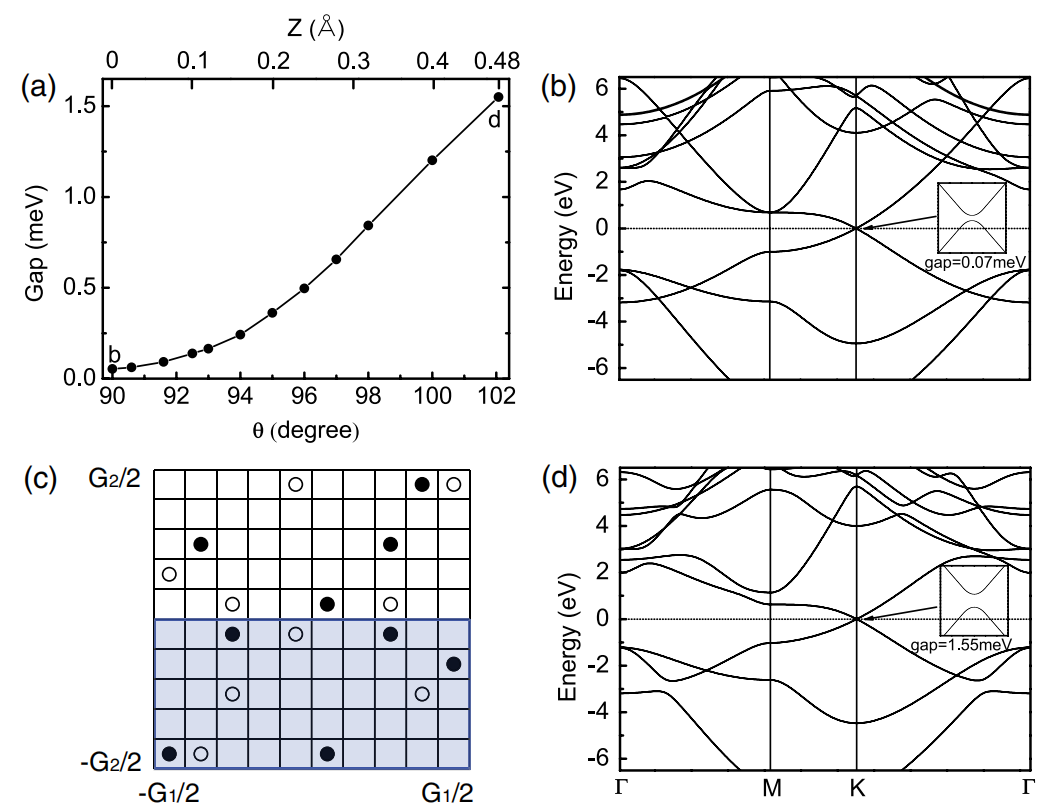 Z (Å)
0 0.1 0.2 0.3 0.4 0.48
(a)
1.5
1.0
0.5
0.0
Gap (meV)
b
d
90 92 94 96 98 100 102
θ (degree)
(b)
6
4
2
0
-2
-4
-6
Energy (eV)
gap=0.07meV
(c)
G2/2
-G2/2
-G1/2 G1/2
(d)
6
4
2
0
-2
-4
-6
Energy (eV)
gap=1.55meV
Γ M K Γ